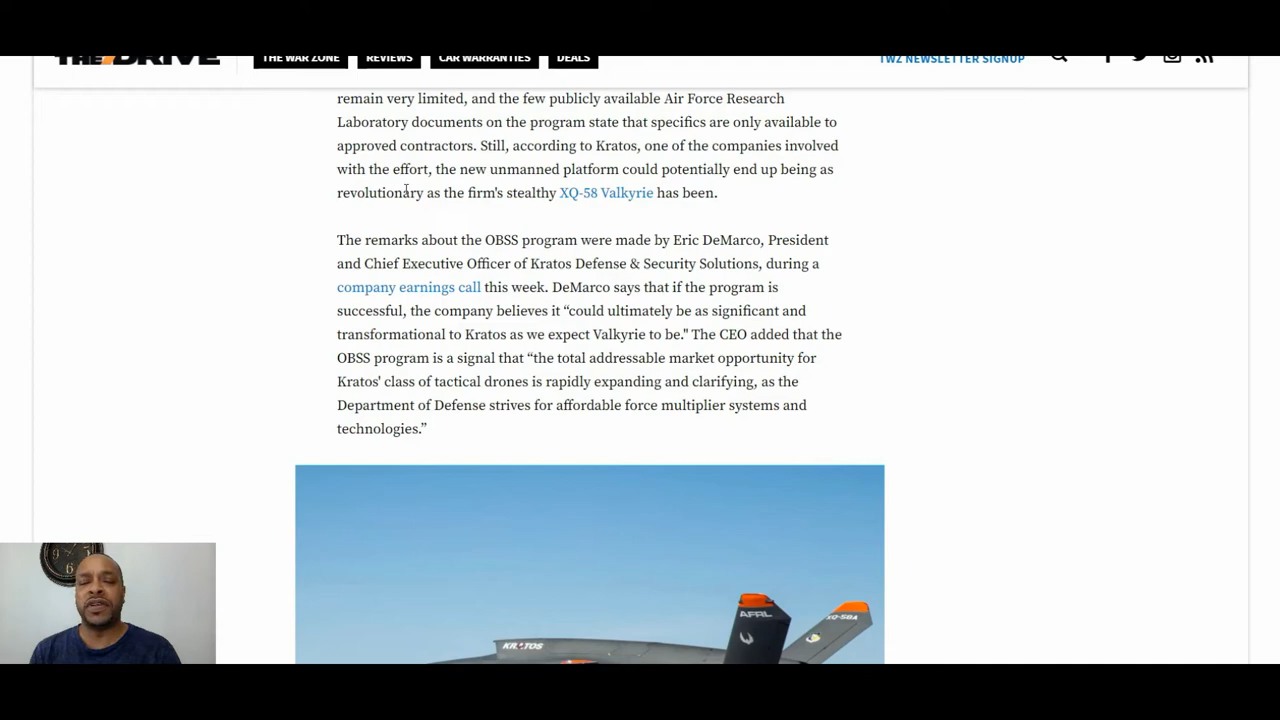 THE DRIVE
THE WAR ZONE
REVIEWS
CAR WARRANTIES
DEALS
TWZ NEWSLETTER SIGNUP
remain very limited, and the few publicly available Air Force Research
Laboratory documents on the program state that specifics are only available to
approved contractors. Still, according to Kratos, one of the companies involved
with the effort, the new unmanned platform could potentially end up being as
revolutionary as the firm's stealthy XQ-58 Valkyrie has been.
The remarks about the OBSS program were made by Eric DeMarco, President
and Chief Executive Officer of Kratos Defense & Security Solutions, during a
company earnings call this week. DeMarco says that if the program is
successful, the company believes it “could ultimately be as significant and
transformational to Kratos as we expect Valkyrie to be." The CEO added that the
OBSS program is a signal that “the total addressable market opportunity for
Kratos' class of tactical drones is rapidly expanding and clarifying, as the
Department of Defense strives for affordable force multiplier systems and
technologies.”
AFRL
XQ-58A
KRATOS
9
6